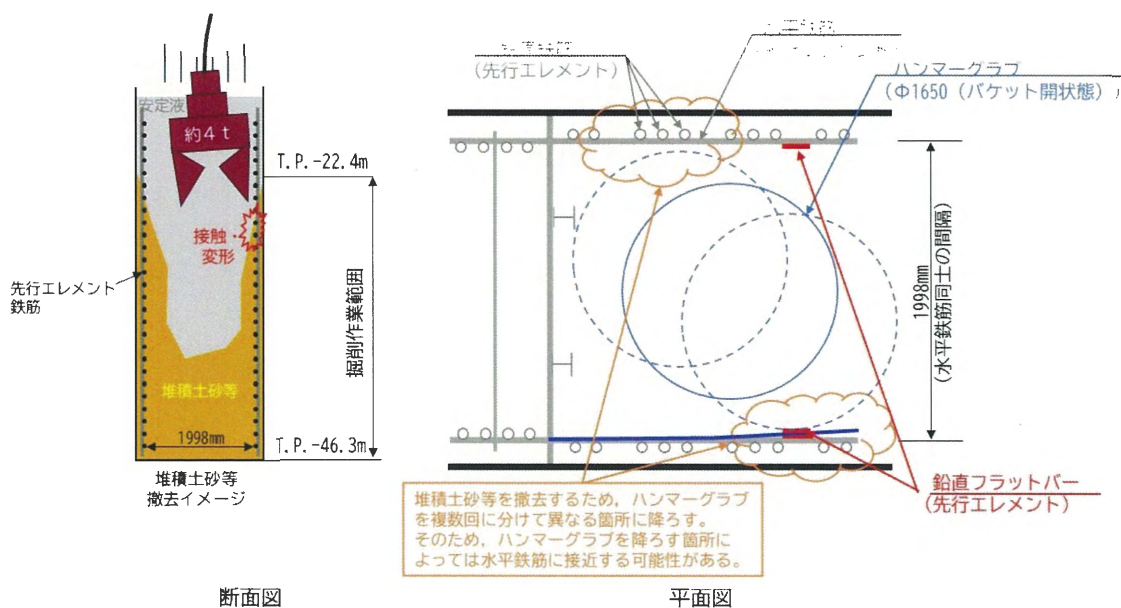 安定液
約4t
T.P.-22.4m
接触・
変形
先行エレメント
鉄筋
掘削作業範囲
堆積土砂等
1998mm
T.P.-46.3m
堆積土砂等
撤去イメージ
断面図
(先行エレメント)
ハンマーグラブ
(Φ1650(バケット開状態)
1998mm
(水平鉄筋同士の間隔)
鉛直フラットバー
(先行エレメント)
堆積土砂等を撤去するため,ハンマーグラブ
を複数回に分けて異なる箇所に降ろす。
そのため,ハンマーグラブを降ろす箇所に
よっては水平鉄筋に接近する可能性がある。
平面図